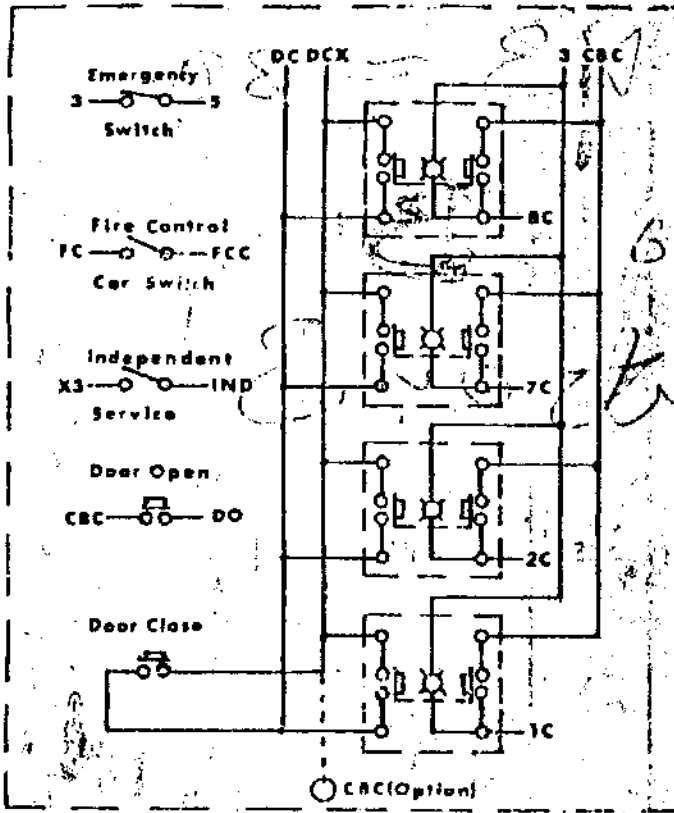 DC DCX 3 CBC
Emergency
3 5
Switch
8C
Fire Control
FC FCC
Car Switch
Independent
X3 IND
Service
7C
Door Open
CBC DO
2C
Door Close
1C
CBC(Option)